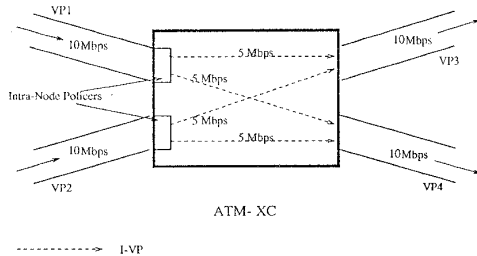 VP1
10Mbps
10Mbps
5 Mbps
VP3
5 Mbps
Intra-Node Policers
5 Mbps
5 Mbps
10Mbps
10Mbps
VP2
VP4
ATM- XC
I-VP